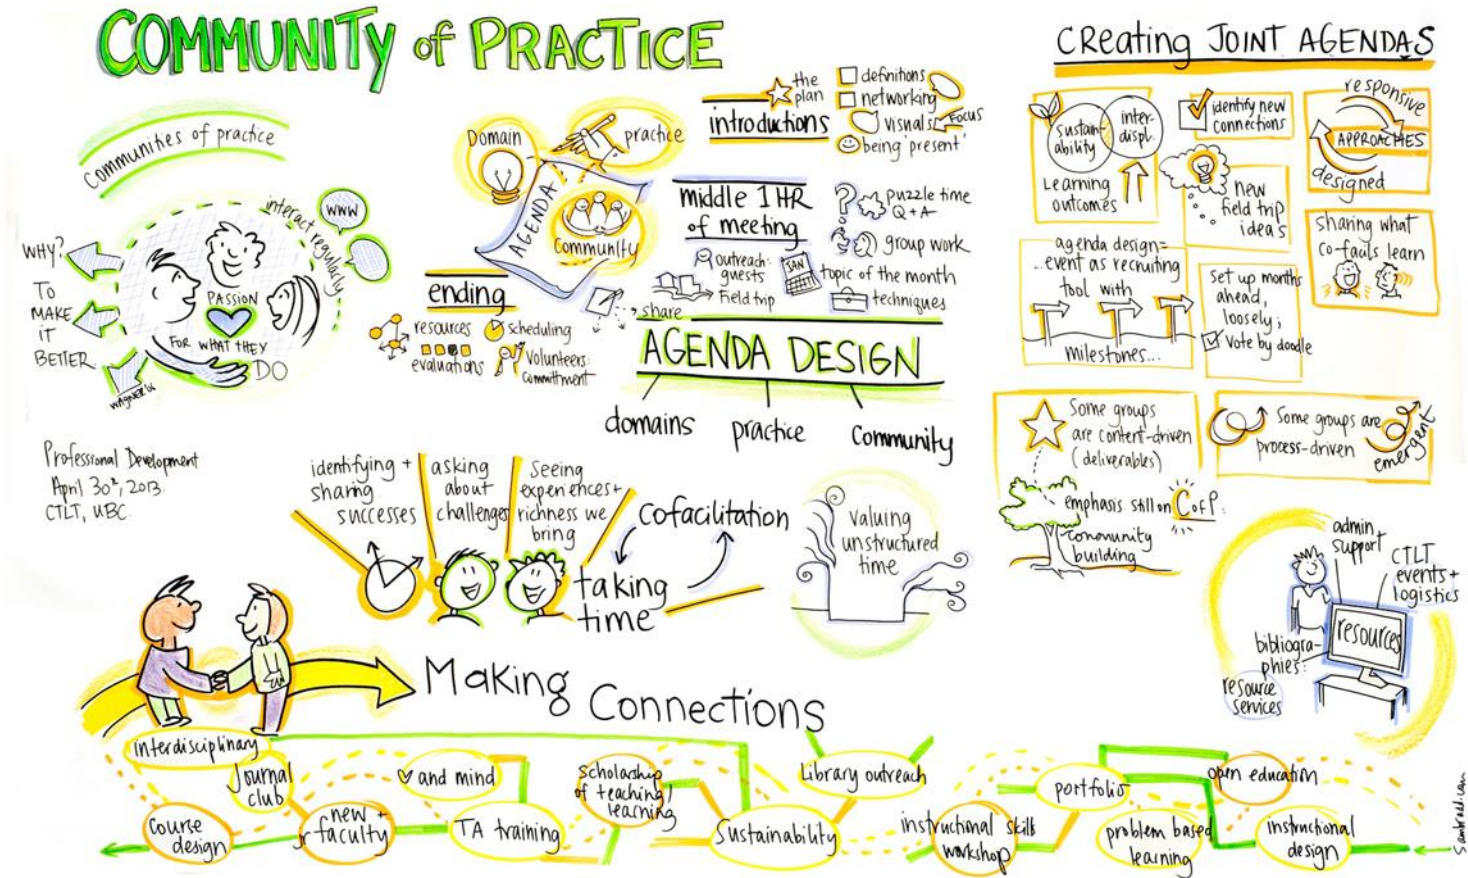 COMMUNITY of PRACTICE
Communities of practice
interact regularly
www
WHY?
TO
MAKE
IT
BETTER
PASSION
FOR WHAT THEY
DO
Professional Development
April 30th, 2013.
CTLT, UBC
Domain
practice
AGENDA
Community
ending
resources
scheduling
evaluations
Volunteers:
Commitment
the
plan
introductions
definitions
networking
visuals
Focus
being 'present'
middle 1 HR
of meeting
puzzle time
Q + A
group work
outreach:
guests
Field trip
JAN
topic of the month
techniques
share
AGENDA DESIGN
domains
practice
Community
identifying +
sharing
successes
asking
about
challenges
Seeing
experiences +
richness we
bring
Cofacilitation
taking
time
valuing
unstructured
time
Creating JOINT AGENDAS
sustain-
ability
inter-
displ.
Learning
outcomes
identify new
connections
new
field trip
ideas
responsive
APPROACHES
designed
sharing what
co-facils learn
agenda design=
...event as recruiting
tool with
milestones...
Set up months
ahead,
loosely;
Vote by doodle
Some groups
are content-driven
(deliverables)
Some groups are
process-driven
emergent
emphasis still on C of P:
community
building
admin
support
CTLT
events +
logistics
resources
bibliogra-
phies:
resource
services
Making
Connections
interdisciplinary
Journal
club
Course
design
new +
jr faculty
and mind
TA training
Scholarship
of teaching/
learning
Sustainability
Library outreach
instructional skills
workshop
portfolio
problem based
learning
open education
instructional
design